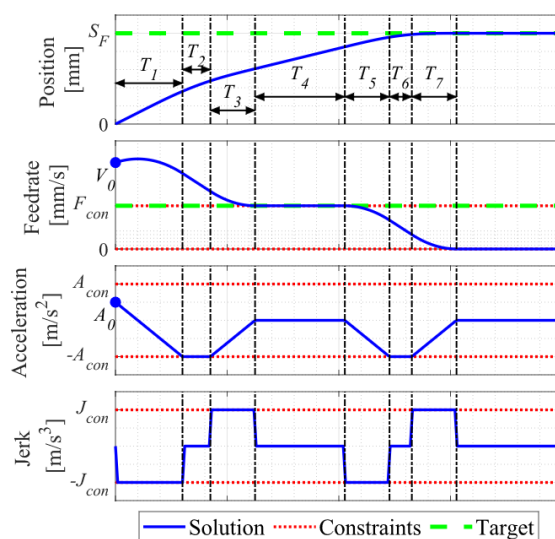 S_F
T_1
T_2
T_3
T_4
T_5
T_6
T_7
0
Position
[mm]
V_0
F_con
0
Feedrate
[mm/s]
A_con
A_0
-A_con
Acceleration
[m/s^2]
J_con
-J_con
Jerk
[m/s^3]
Solution Constraints Target